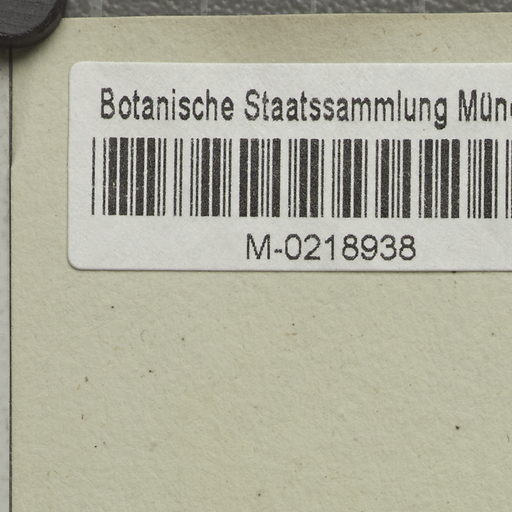 Botanische Staatssammlung Mün
M-0218938